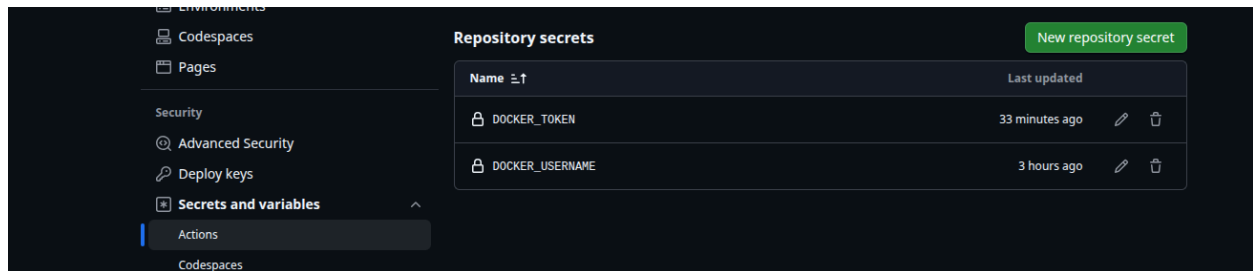 Environments
Codespaces
Pages
Security
Advanced Security
Deploy keys
Secrets and variables
Actions
Codespaces
Repository secrets
New repository secret
Name Last updated
DOCKER_TOKEN 33 minutes ago
DOCKER_USERNAME 3 hours ago